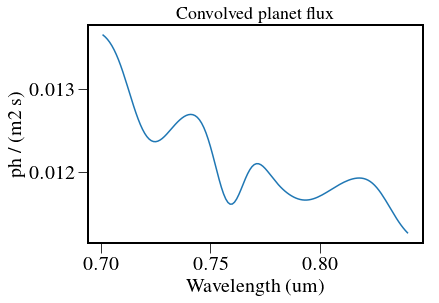 Convolved planet flux
ph / (m2 s)
0.013
0.012
0.70 0.75 0.80
Wavelength (um)